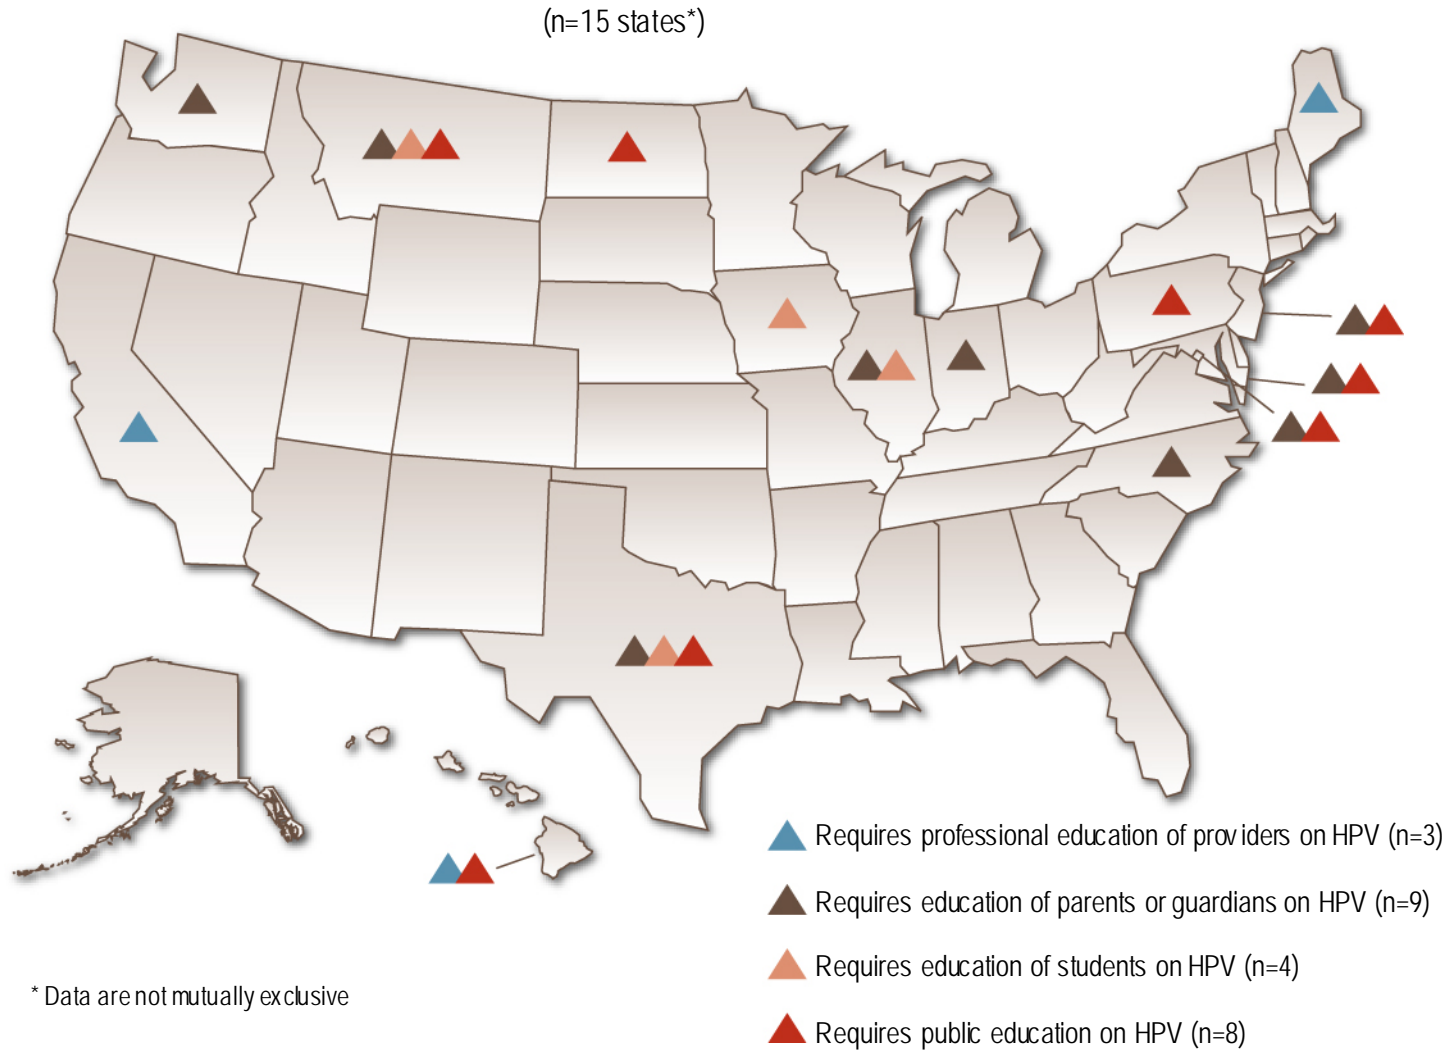 (n=15 states*)
Requires professional education of providers on HPV (n=3)
Requires education of parents or guardians on HPV (n=9)
Requires education of students on HPV (n=4)
* Data are not mutually exclusive
Requires public education on HPV (n=8)